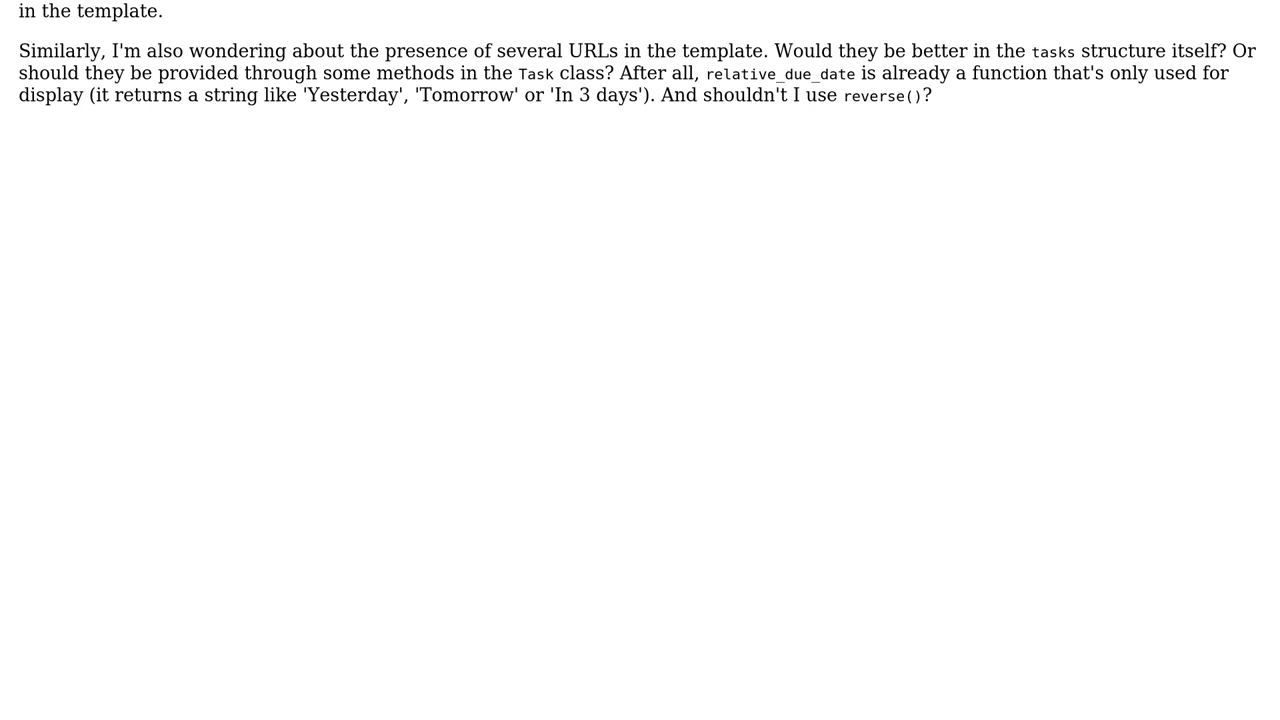 in the template.
Similarly, I'm also wondering about the presence of several URLs in the template. Would they be better in the tasks structure itself? Or
should they be provided through some methods in the Task class? After all, relative_due_date is already a function that's only used for
display (it returns a string like 'Yesterday', 'Tomorrow' or 'In 3 days'). And shouldn't I use reverse()?